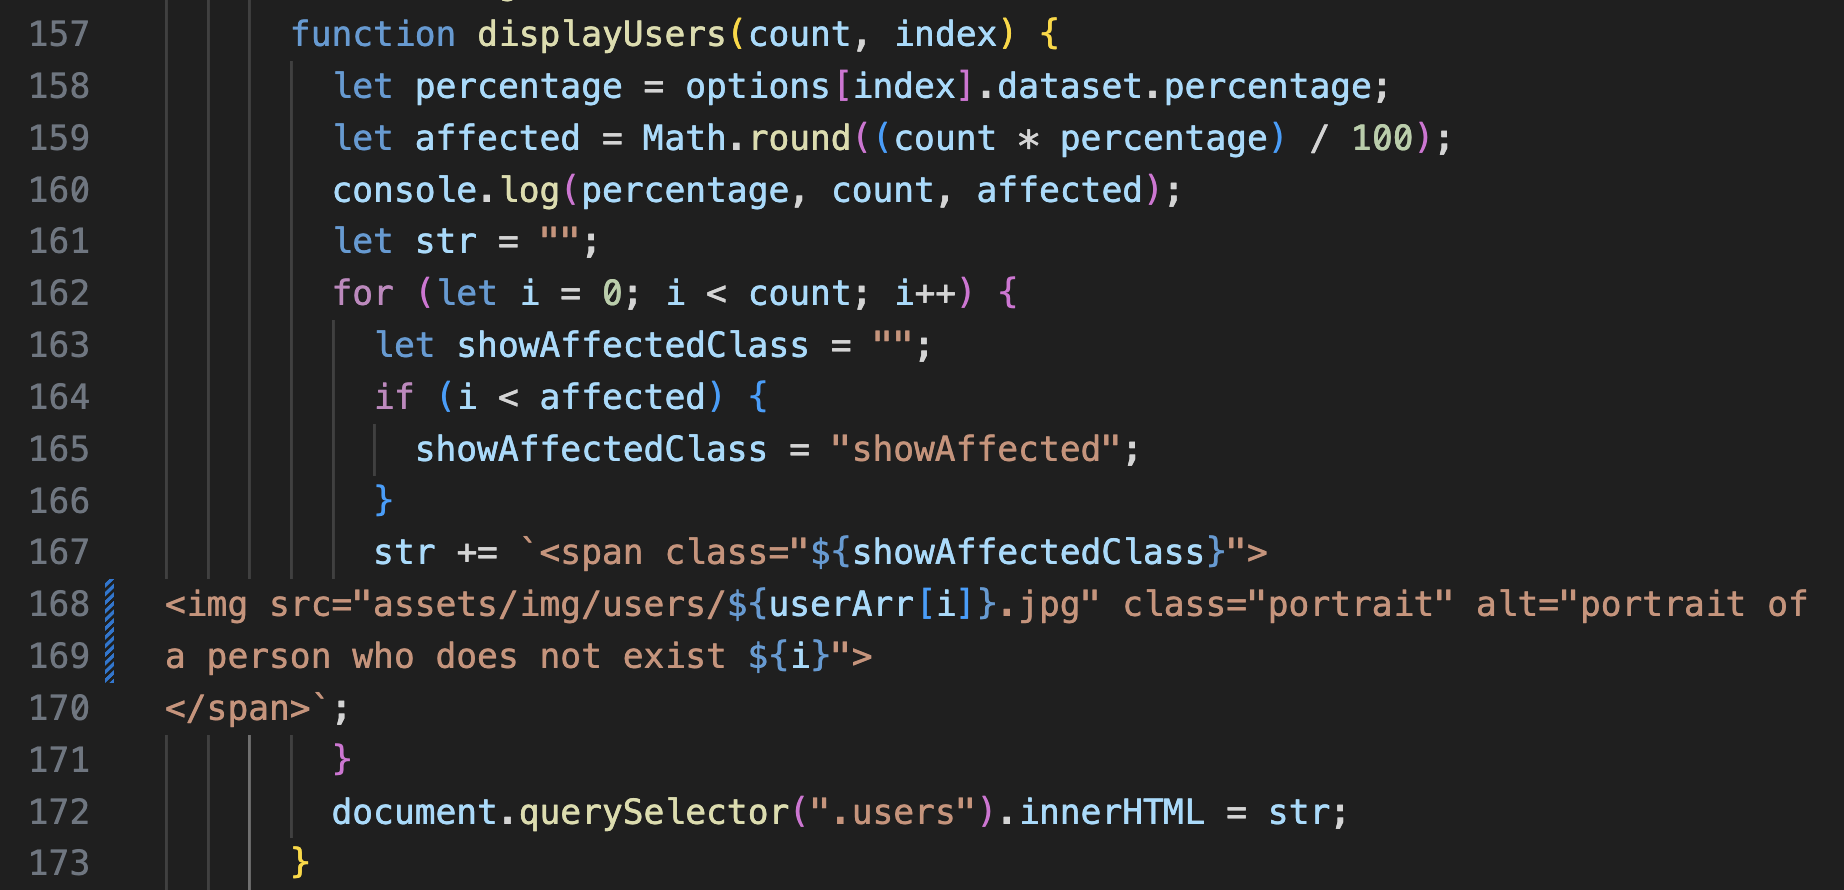 157 function displayUsers(count, index) {
158 let percentage = options[index].dataset.percentage;
159 let affected = Math.round((count * percentage) / 100);
160 console.log(percentage, count, affected);
161 let str = "";
162 for (let i = 0; i < count; i++) {
163 let showAffectedClass = "";
164 if (i < affected) {
165 showAffectedClass = "showAffected";
166 }
167 str += `<span class="${showAffectedClass}">
168 <img src="assets/img/users/${userArr[i]}.jpg" class="portrait" alt="portrait of
169 a person who does not exist ${i}">
170 </span>`;
171 }
172 document.querySelector(".users").innerHTML = str;
173 }